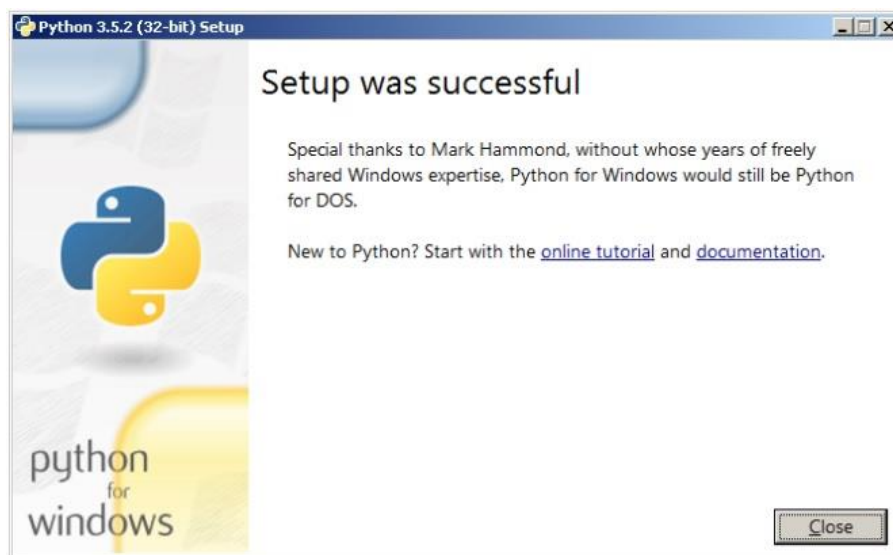 Python 3.5.2 (32-bit) Setup
Setup was successful
Special thanks to Mark Hammond, without whose years of freely
shared Windows expertise, Python for Windows would still be Python
for DOS.
New to Python? Start with the online tutorial and documentation.
python
for
windows
Close